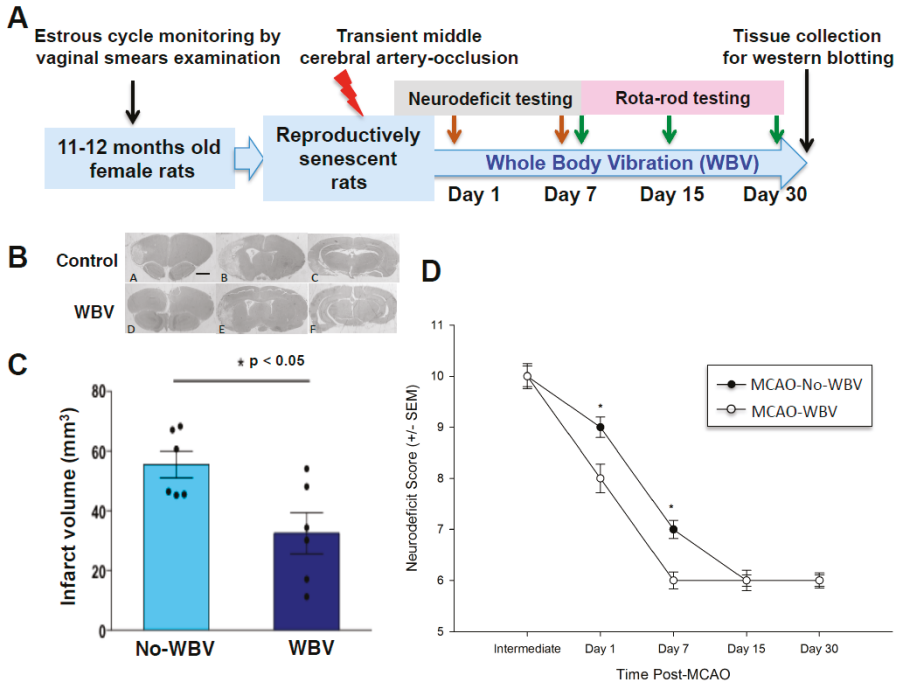 A
Estrous cycle monitoring by
vaginal smears examination
Transient middle
cerebral artery-occlusion
Tissue collection
for western blotting
Neurodeficit testing
Rota-rod testing
11-12 months old
female rats
Reproductively
senescent
rats
Whole Body Vibration (WBV)
Day 1
Day 7
Day 15
Day 30
B
Control
A
B
C
WBV
D
E
F
C
* p < 0.05
Infarct volume (mm³)
80
60
40
20
0
No-WBV
WBV
D
Neurodeficit Score (+/- SEM)
11
10
9
8
7
6
5
*
*
MCAO-No-WBV
MCAO-WBV
Intermediate
Day 1
Day 7
Day 15
Day 30
Time Post-MCAO